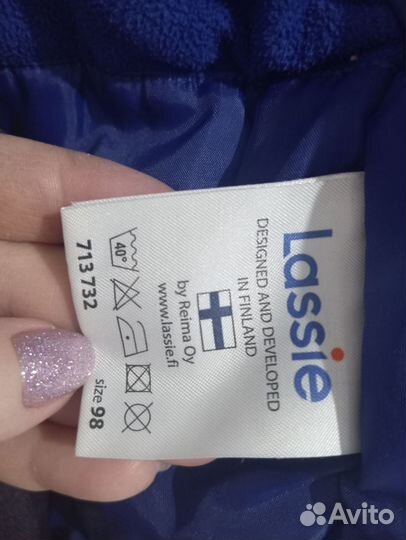 Lassie
DESIGNED AND DEVELOPED
IN FINLAND
by Reima Oy
www.lassie.fi
40°
713732
size 98
Avito